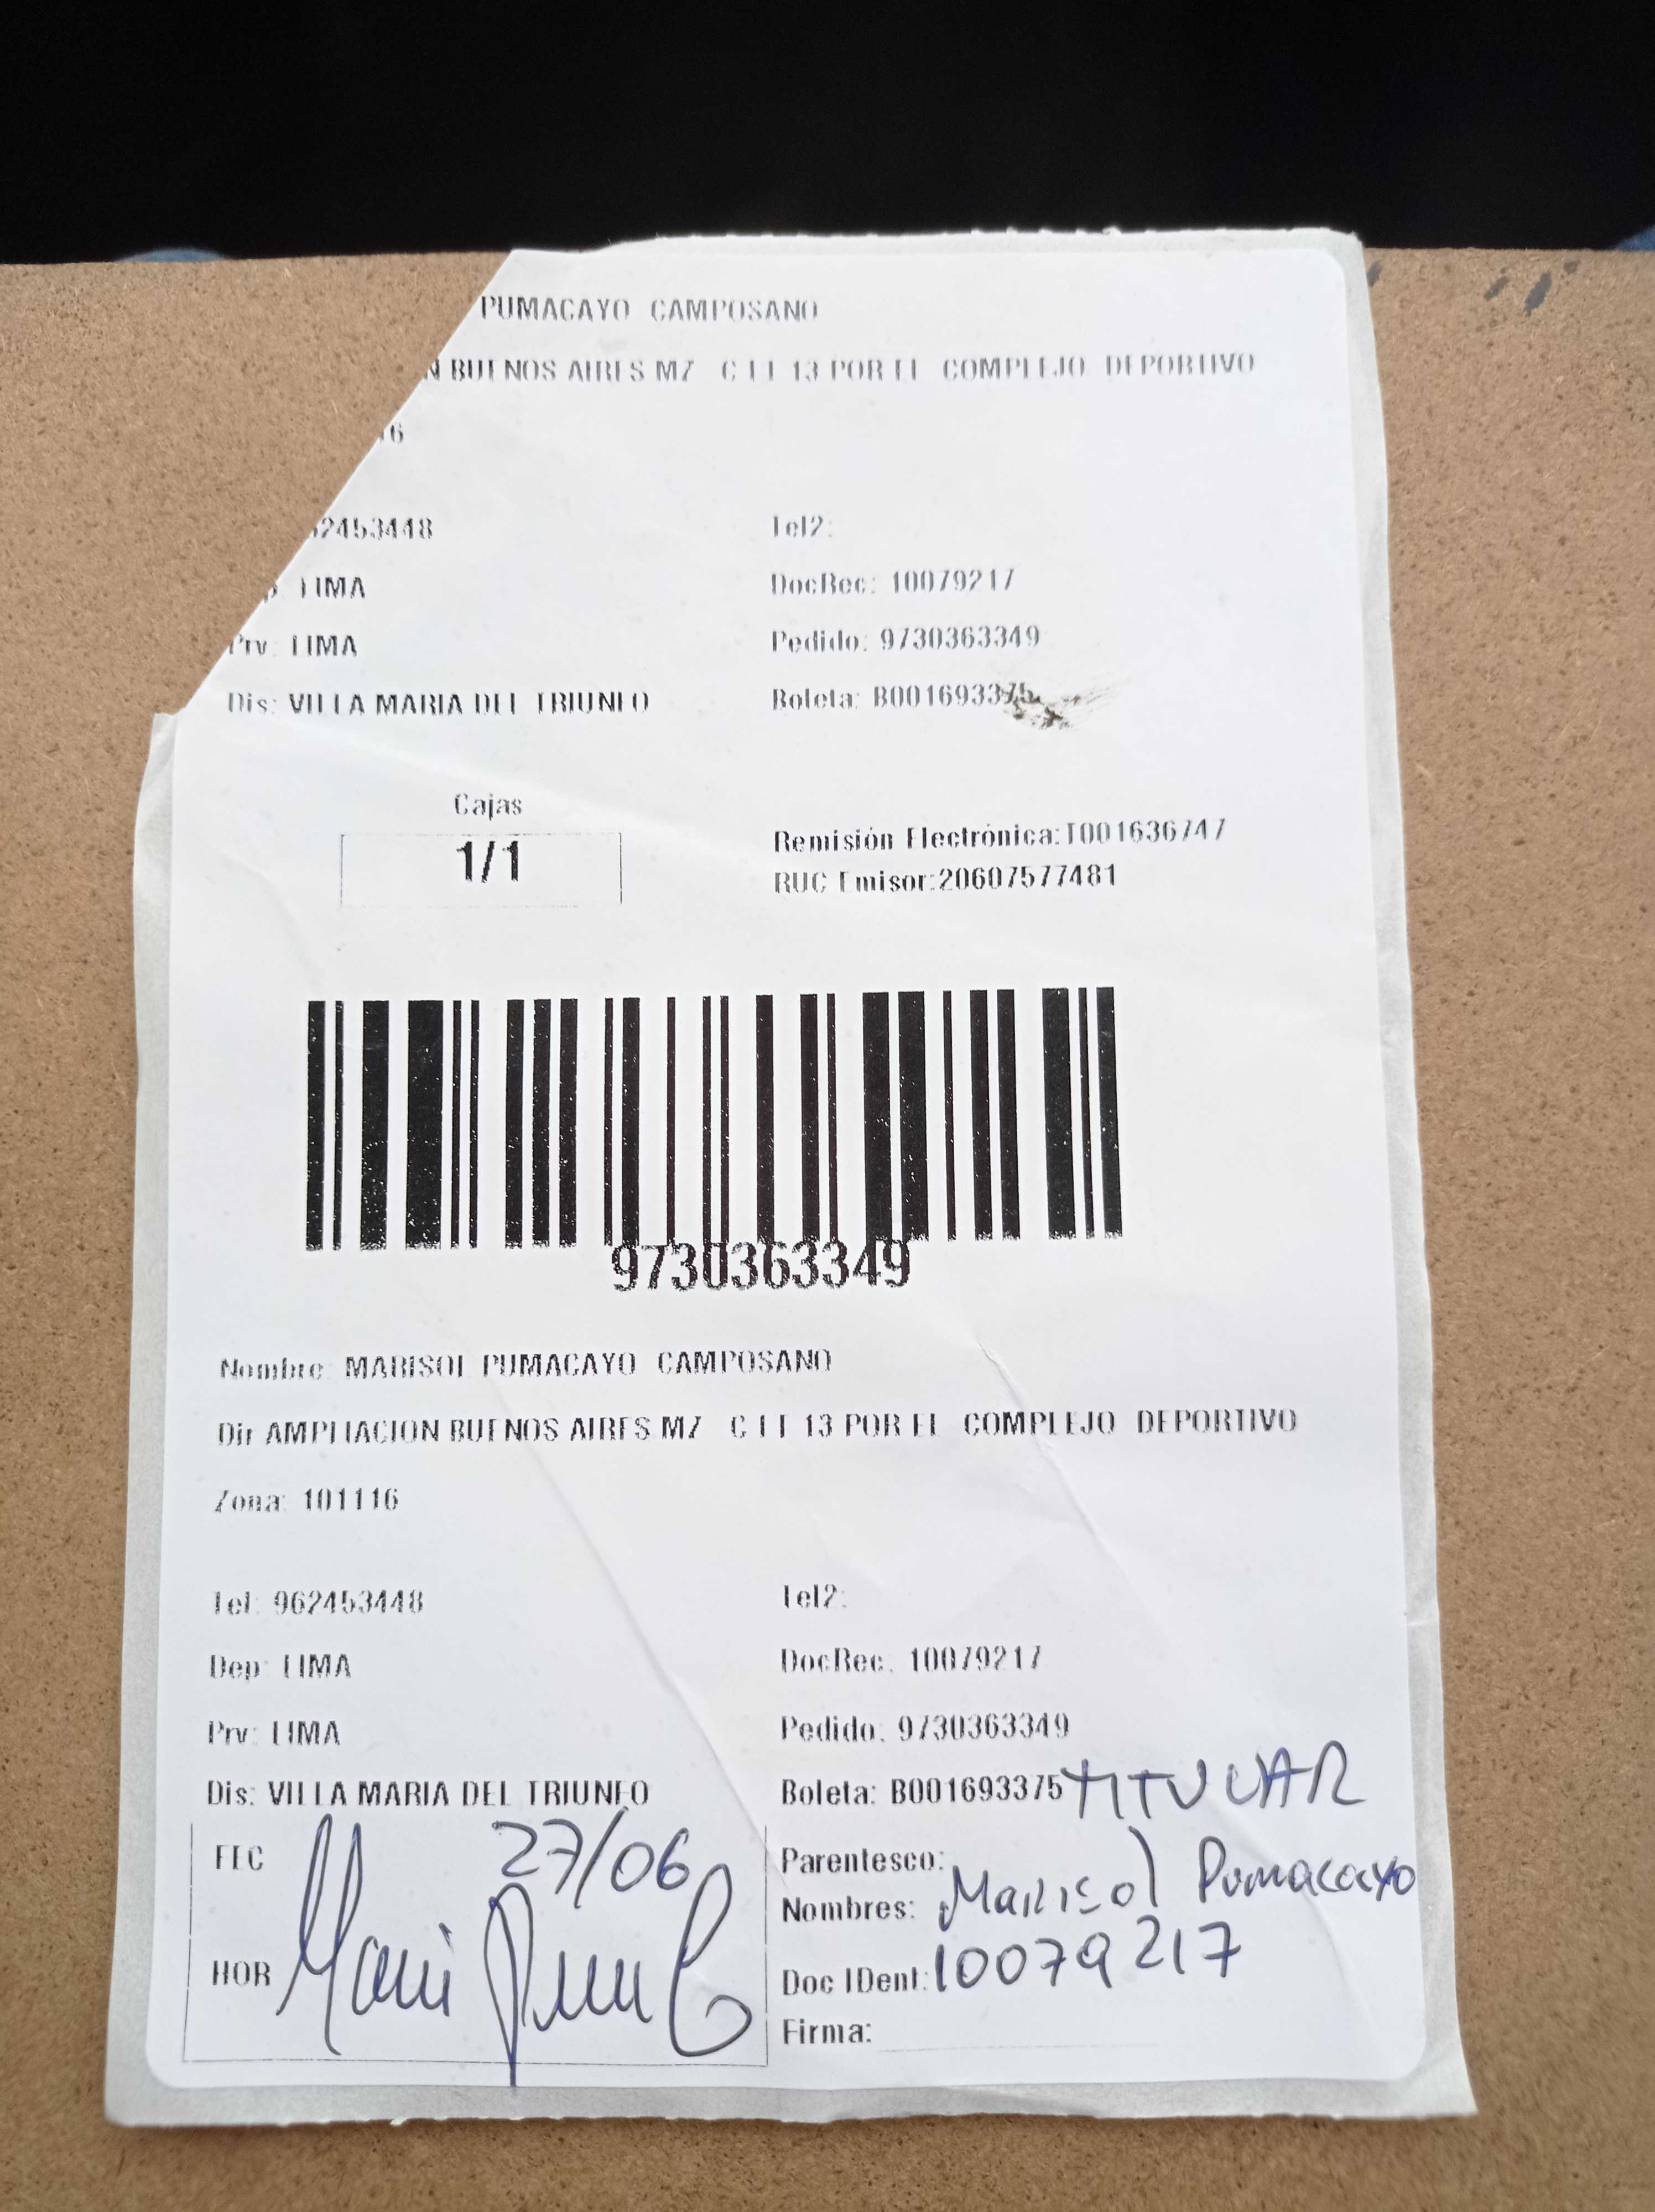 PUMACAYO CAMPOSANO
N BUENOS AIRES MZ C LT 13 POR EL COMPLEJO DEPORTIVO
16
62453448 Tel2:
LIMA DocRec: 10079217
Prv: LIMA Pedido: 9730363349
Dis: VILLA MARIA DEL TRIUNFO Boleta: B001693375
Cajas
1/1
Remisión Electrónica:T001636747
RUC Emisor:20607577481
9730363349
Nombre: MARISOL PUMACAYO CAMPOSANO
Dir AMPLIACION BUENOS AIRES MZ C LT 13 POR EL COMPLEJO DEPORTIVO
Zona: 101116
Tel: 962453448 Tel2:
Dep: LIMA DocRec: 10079217
Prv: LIMA Pedido: 9730363349
Dis: VILLA MARIA DEL TRIUNFO Boleta: B001693375 TITULAR
FEC 27/06 Parentesco:
Nombres: Marisol Pumacayo
HOR Doc IDent: 10079217
Firma: